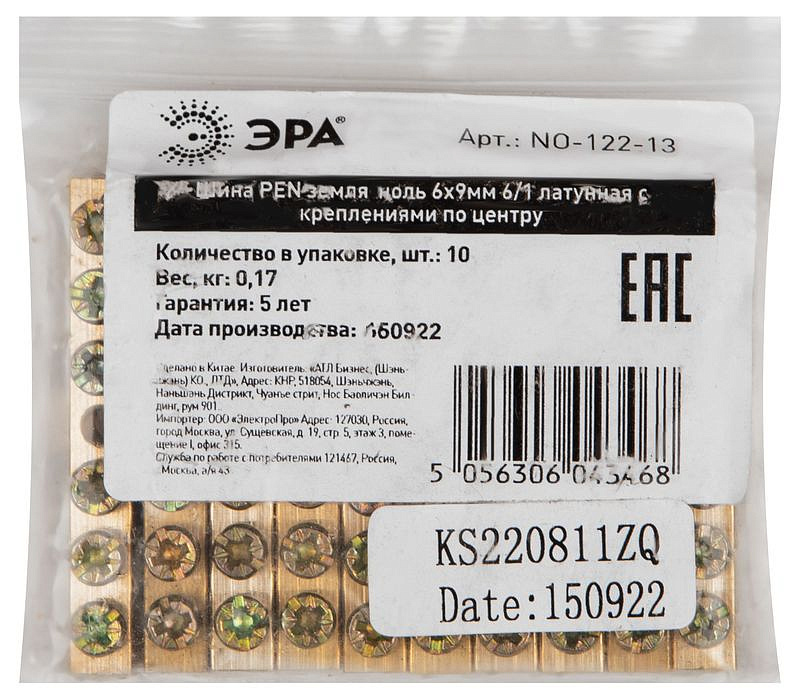 ЭРА®
Арт.: NO-122-13
Шина PEN земля ноль 6х9мм 6/1 латунная с
креплениями по центру
Количество в упаковке, шт.: 10
Вес, кг: 0,17
Гарантия: 5 лет
Дата производства: 150922
EAC
Сделано в Китае. Изготовитель: «АТЛ Бизнес, (Шэнь-
чжэнь) КО., ЛТД», Адрес: КНР, 518054, Шэньчжэнь,
Наньшань Дистрикт, Чуанъе стрит, Нос Баоличэн Бил-
динг, рум 901.
Импортер: ООО «ЭлектроПро» Адрес: 127030, Россия,
город Москва, ул. Сущевская, д. 19, стр. 5, этаж 3, поме-
щение I, офис 315.
Служба по работе с потребителями 121467, Россия,
Москва, а/я 43
5 056306 043468
KS220811ZQ
Date:150922